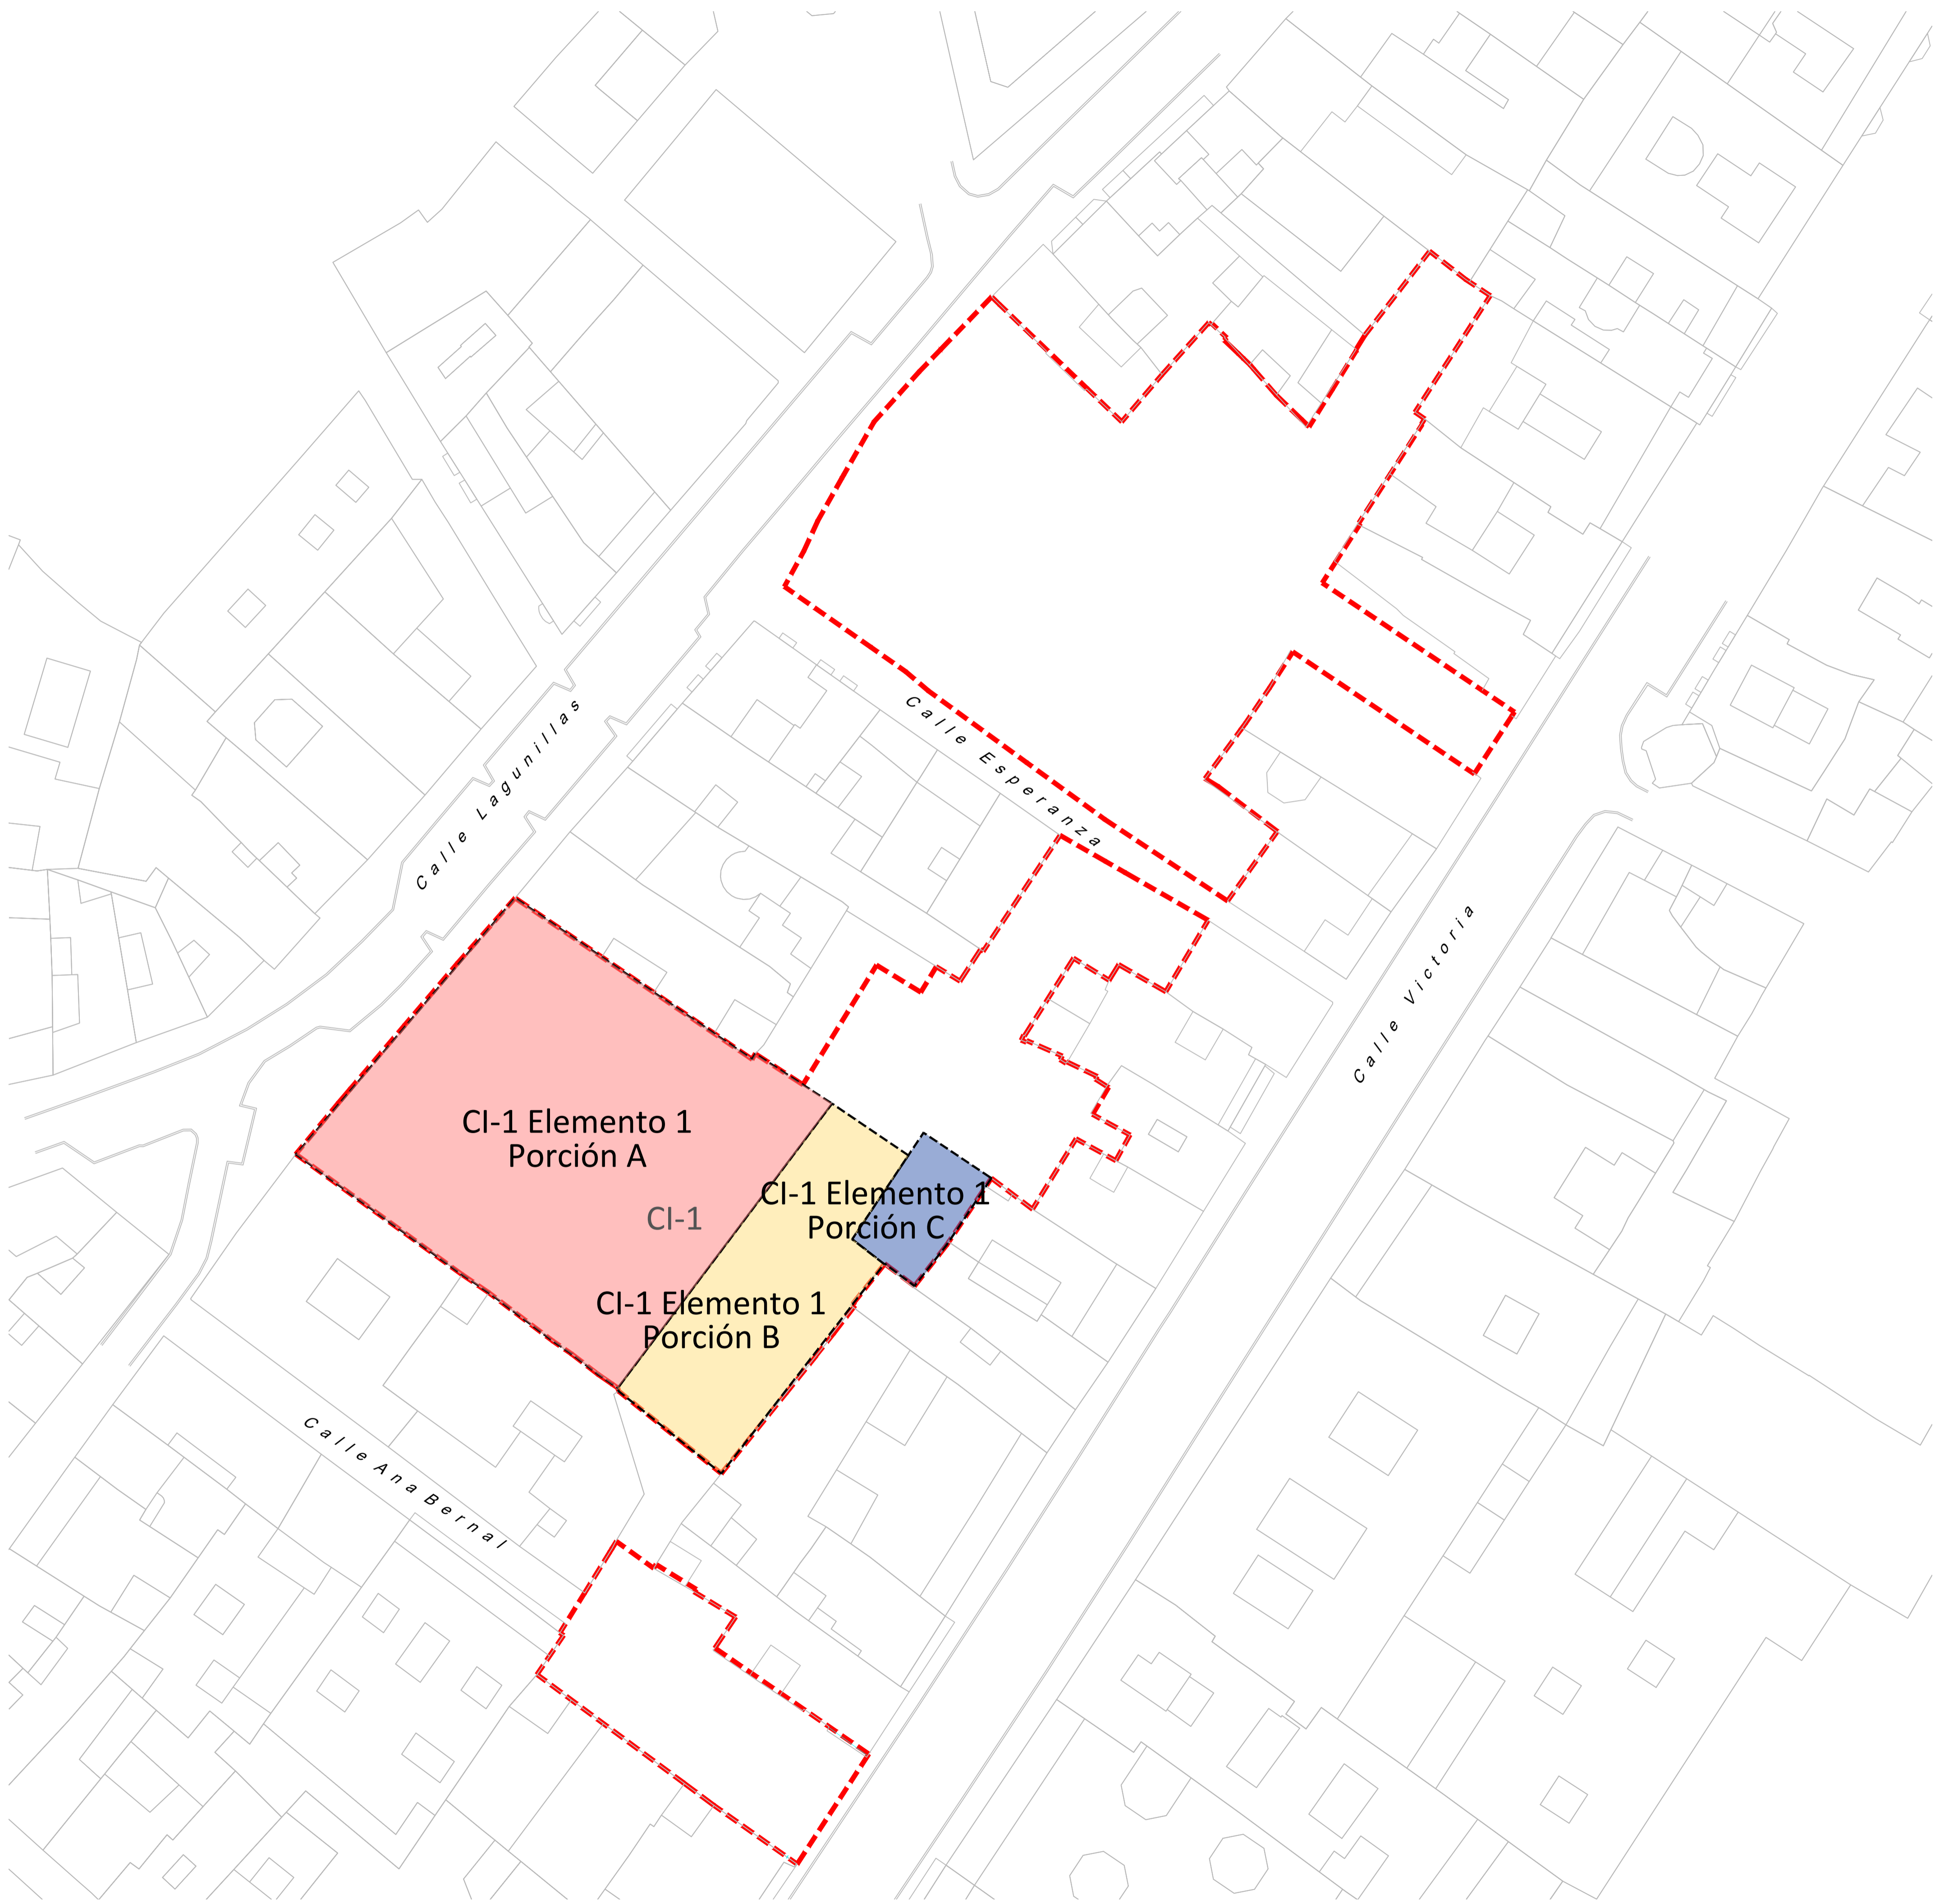 Calle Lagunillas
Calle Esperanza
Calle Victoria
CI-1 Elemento 1
Porción A
CI-1 Elemento 1
Porción C
CI-1
CI-1 Elemento 1
Porción B
Calle Ana Bernal